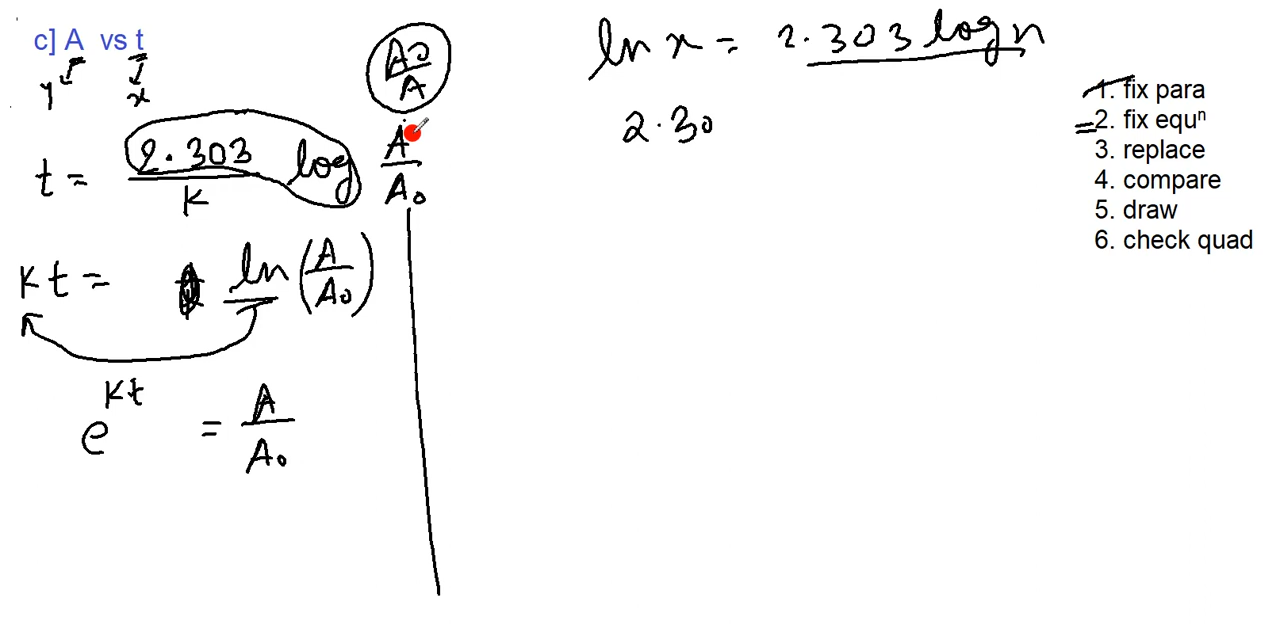 c] A vs t
y x
A0/A
t = 2.303/K log A/A0
Kt = ln (A/A0)
e^Kt = A/A0
ln x = 2.303 log n
2.30
1. fix para
2. fix equⁿ
3. replace
4. compare
5. draw
6. check quad